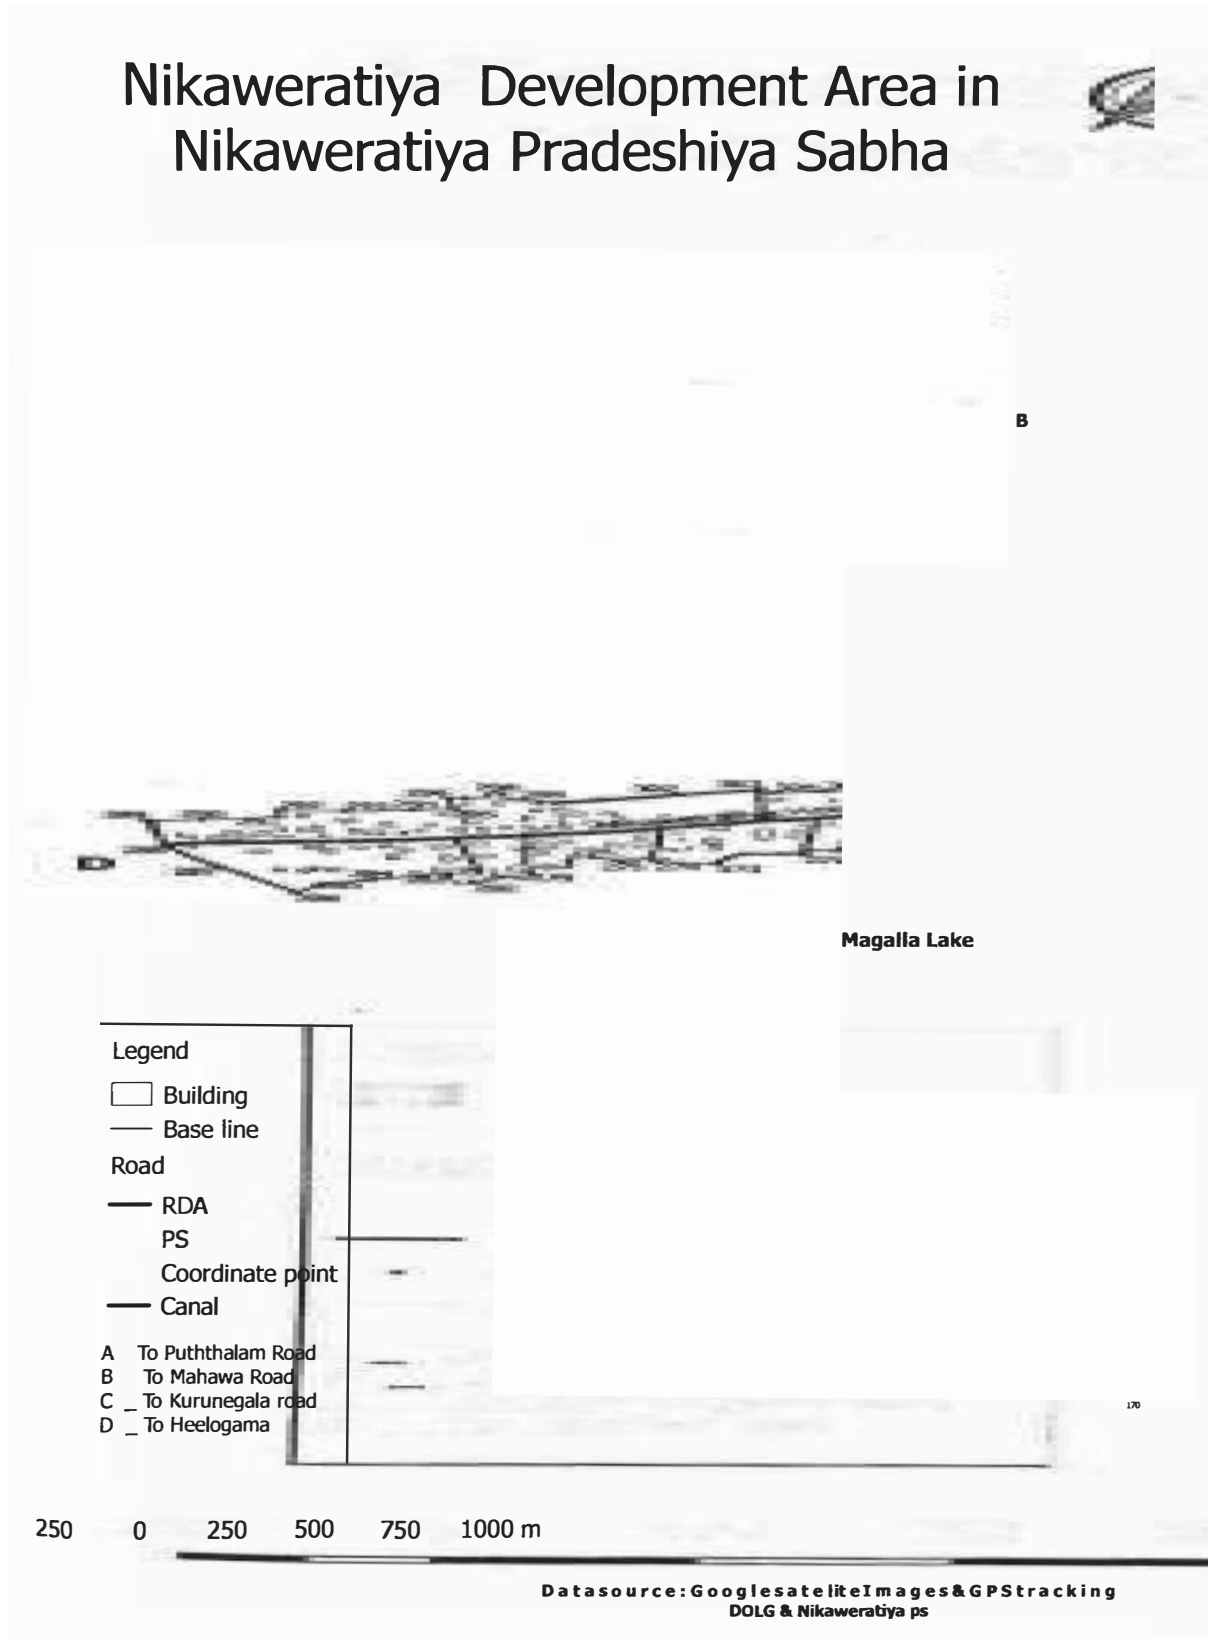 Nikaweratiya Development Area in
Nikaweratiya Pradeshiya Sabha
B
Magalla Lake
Legend
Building
Base line
Road
RDA
PS
Coordinate point
Canal
A To Puththalam Road
B To Mahawa Road
C _ To Kurunegala road
D _ To Heelogama
170
250 0 250 500 750 1000 m
Datasource:GooglesateliteImages&GPStracking
DOLG & Nikaweratiya ps